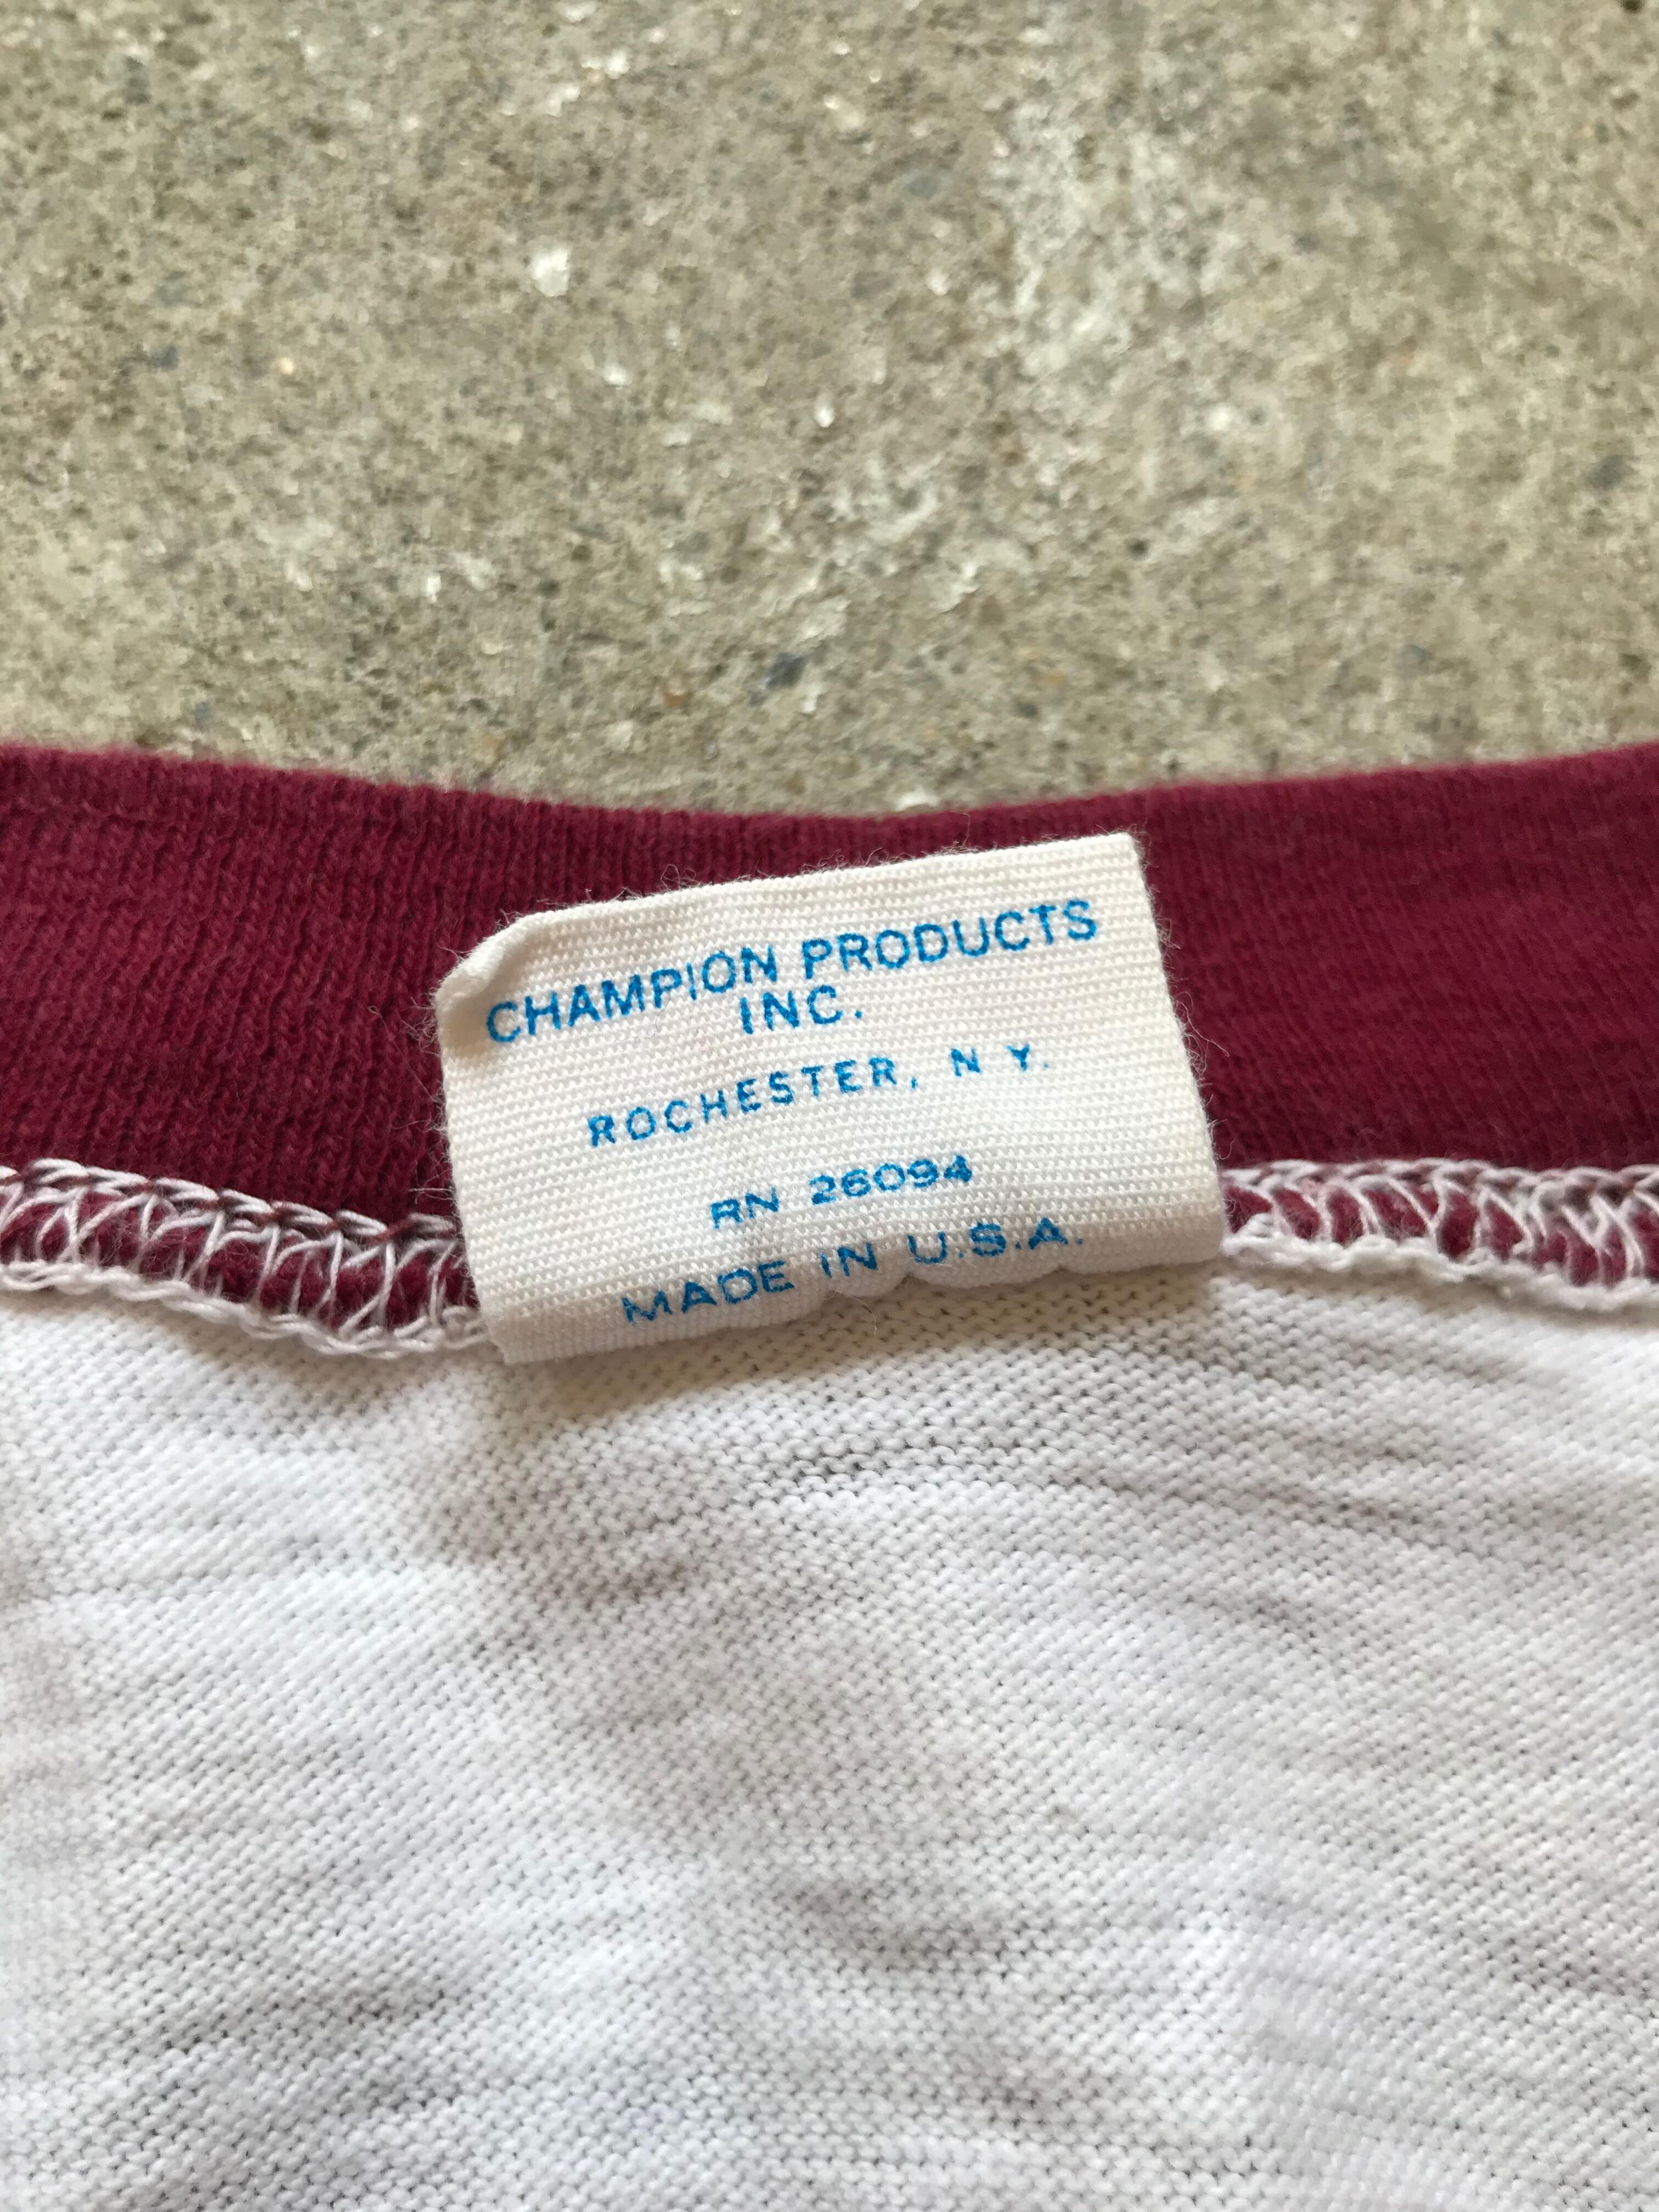 CHAMPION PRODUCTS
INC.
ROCHESTER, N Y.
RN 26094
MADE IN U.S.A.